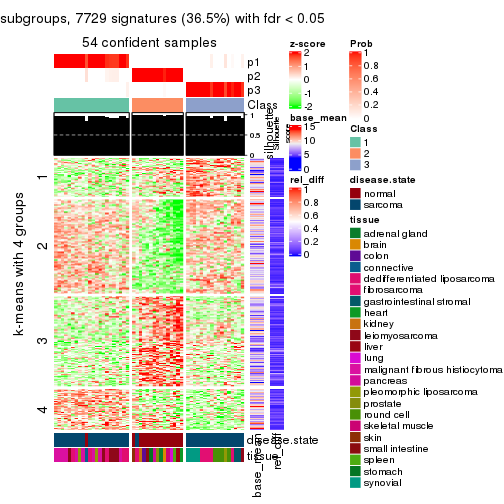 subgroups, 7729 signatures (36.5%) with fdr < 0.05
54 confident samples
p1
p2
p3
Class
silhouette
1
0.5
0
k-means with 4 groups
1
2
3
4
disease.state
tissue
base_mean
rel_diff
z-score
2
1
0
-1
-2
base_mean
15
10
5
0
rel_diff
1
0.8
0.6
0.4
0.2
0
Prob
1
0.8
0.6
0.4
0.2
0
Class
1
2
3
disease.state
normal
sarcoma
tissue
adrenal gland
brain
colon
connective
dedifferentiated liposarcoma
fibrosarcoma
gastrointestinal stromal
heart
kidney
leiomyosarcoma
liver
lung
malignant fibrous histiocytoma
pancreas
pleomorphic liposarcoma
prostate
round cell
skeletal muscle
skin
small intestine
spleen
stomach
synovial